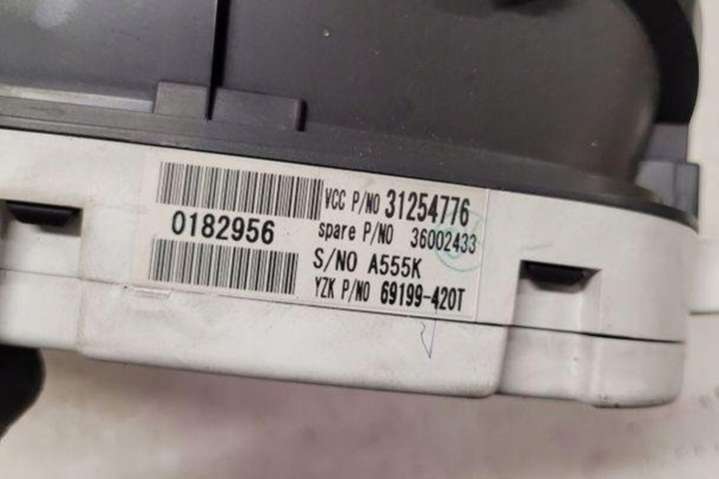 VCC P/NO 31254776
0182956
spare P/NO 36002433
S/NO A555K
YZK P/NO 69199-420T